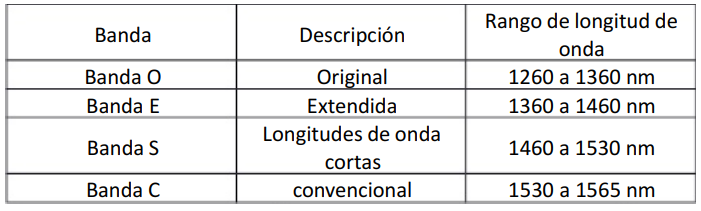 Banda Descripción Rango de longitud de onda
Banda O Original 1260 a 1360 nm
Banda E Extendida 1360 a 1460 nm
Banda S Longitudes de onda cortas 1460 a 1530 nm
Banda C convencional 1530 a 1565 nm